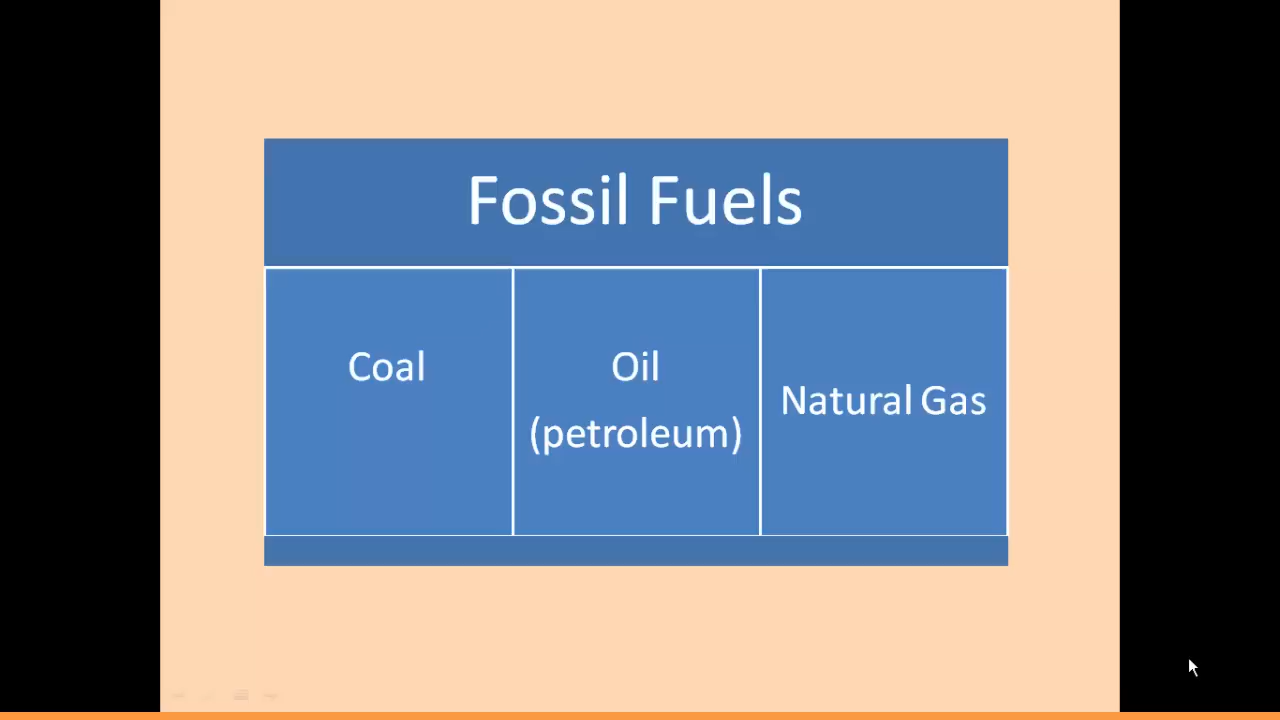 Fossil Fuels
Coal
Oil
(petroleum)
Natural Gas